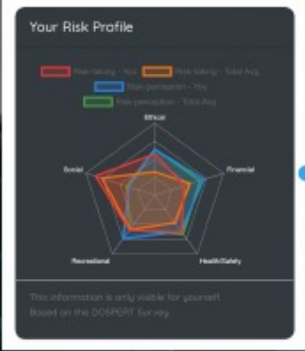 Your Risk Profile
Risk-taking - You Risk-taking - Total Avg
Risk-perception - You
Risk-perception - Total Avg
Ethical
Social Financial
Recreational Health/Safety
This information is only visible for yourself.
Based on the DOSPERT Survey.